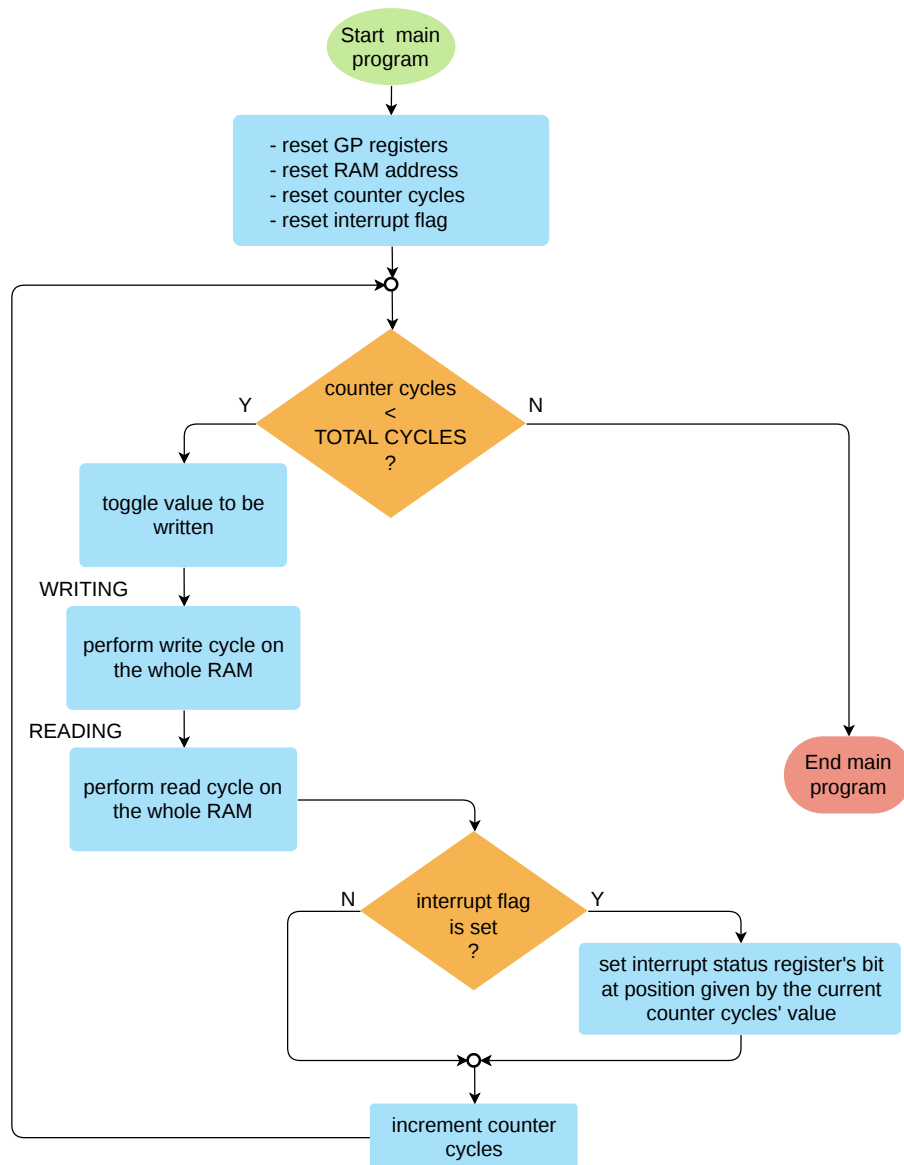 Start main
program
- reset GP registers
- reset RAM address
- reset counter cycles
- reset interrupt flag
counter cycles
<
TOTAL CYCLES
?
Y
N
toggle value to be
written
WRITING
perform write cycle on
the whole RAM
READING
perform read cycle on
the whole RAM
End main
program
interrupt flag
is set
?
N
Y
set interrupt status register's bit
at position given by the current
counter cycles' value
increment counter
cycles